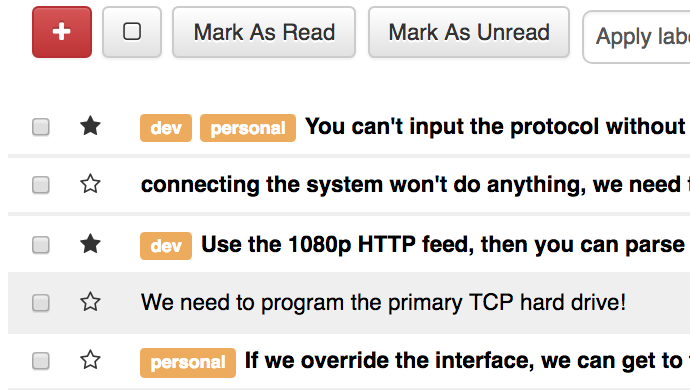 + Mark As Read Mark As Unread Apply
dev personal You can't input the protocol without
connecting the system won't do anything, we need
dev Use the 1080p HTTP feed, then you can parse
We need to program the primary TCP hard drive!
personal If we override the interface, we can get to